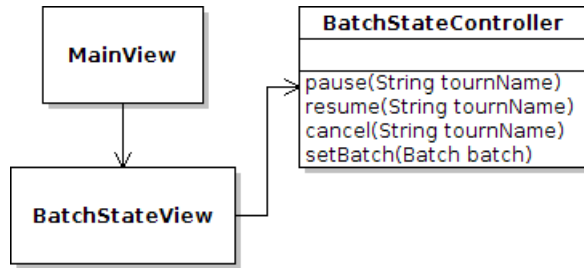 MainView
BatchStateView
BatchStateController
pause(String tournName)
resume(String tournName)
cancel(String tournName)
setBatch(Batch batch)